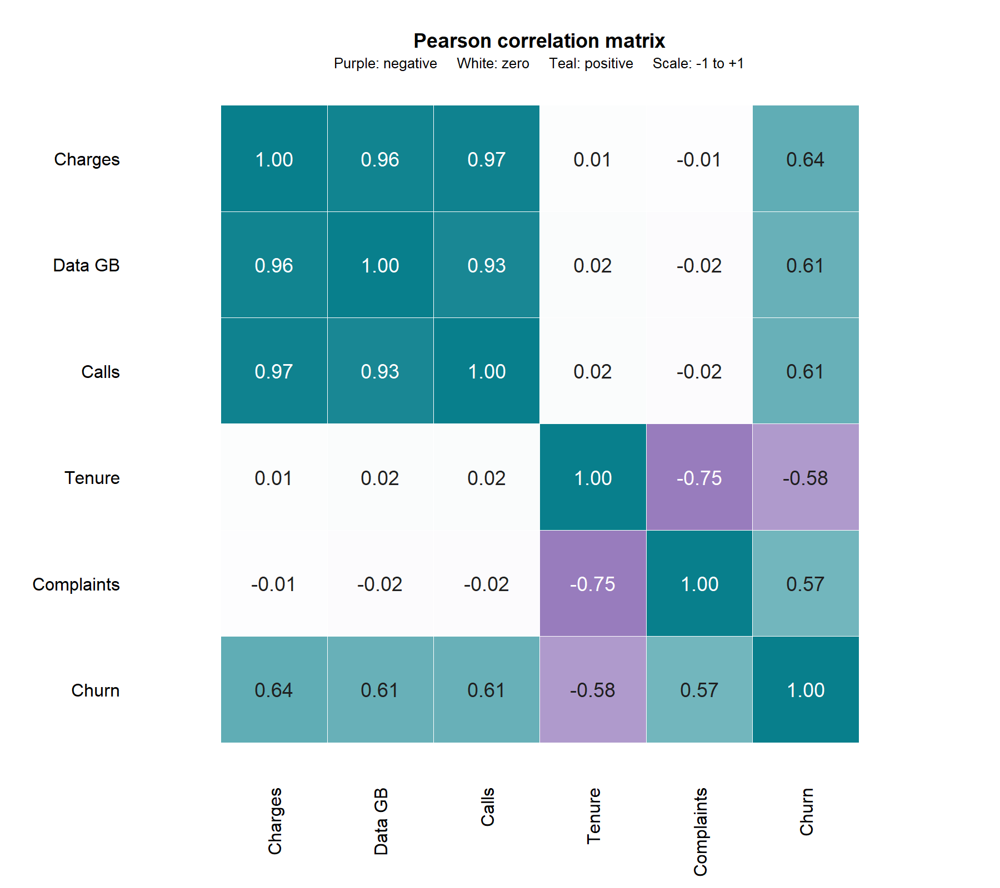 Pearson correlation matrix
Purple: negative White: zero Teal: positive Scale: -1 to +1
Charges 1.00 0.96 0.97 0.01 -0.01 0.64
Data GB 0.96 1.00 0.93 0.02 -0.02 0.61
Calls 0.97 0.93 1.00 0.02 -0.02 0.61
Tenure 0.01 0.02 0.02 1.00 -0.75 -0.58
Complaints -0.01 -0.02 -0.02 -0.75 1.00 0.57
Churn 0.64 0.61 0.61 -0.58 0.57 1.00
Charges Data GB Calls Tenure Complaints Churn